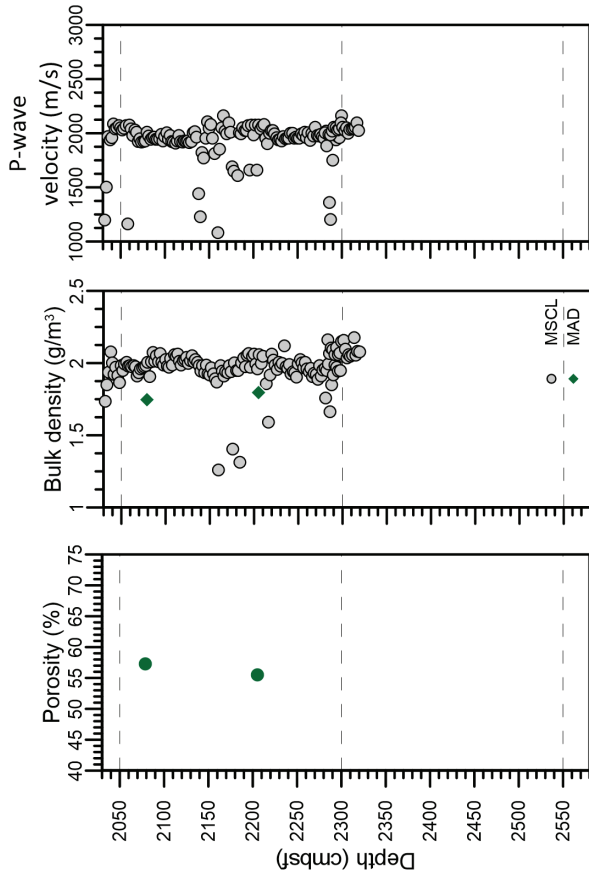 P-wave
velocity (m/s)
1000 1500 2000 2500 3000
Bulk density (g/m³)
1 1.5 2 2.5
MSCL
MAD
Porosity (%)
40 45 50 55 60 65 70 75
2050 2100 2150 2200 2250 2300 2350 2400 2450 2500 2550
Depth (cmbsf)